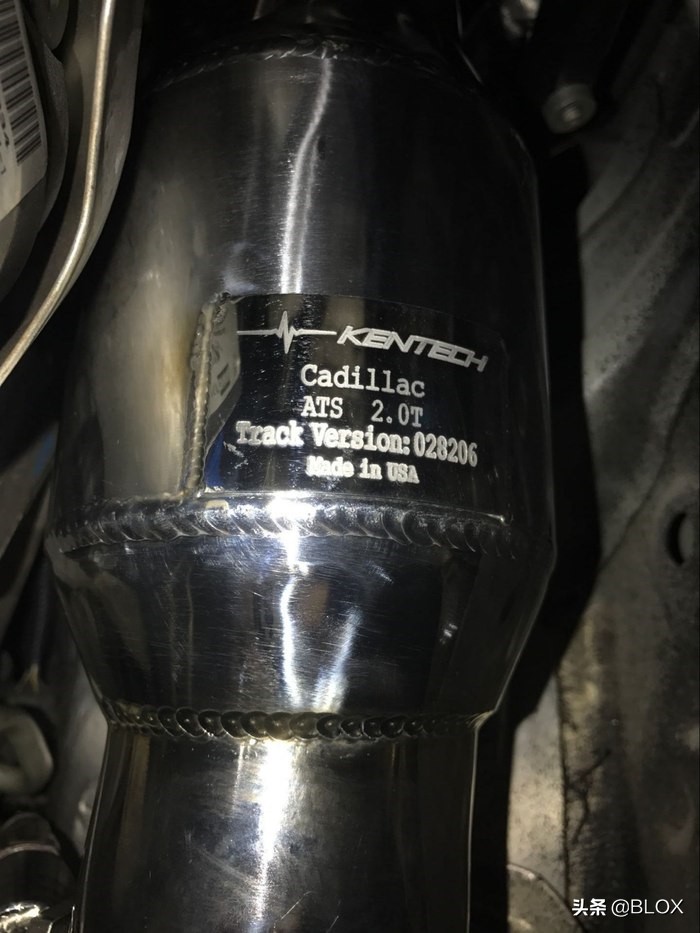 KENTECH
Cadillac
ATS 2.0T
Track Version:028206
Made in USA
头条 @BLOX